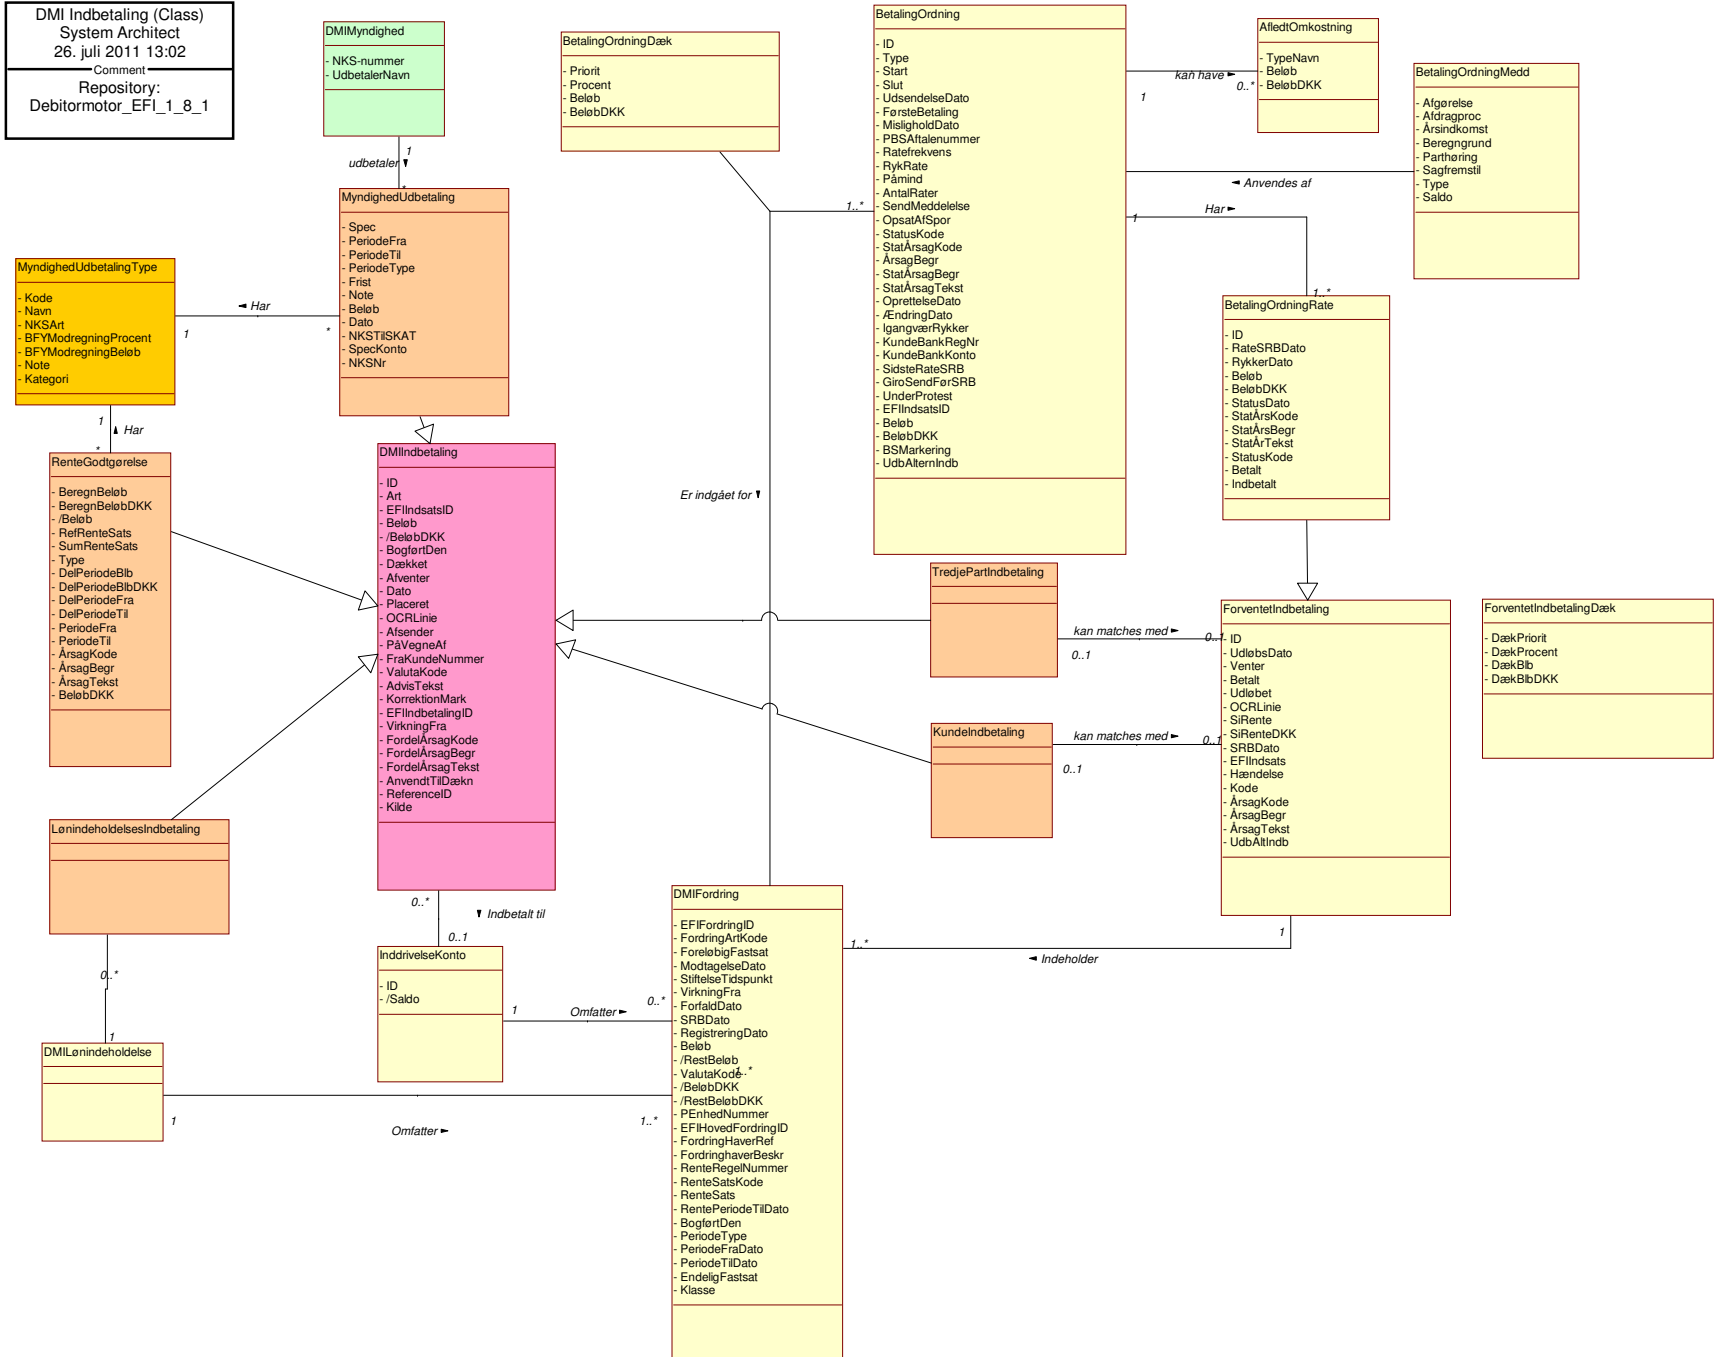 DMI Indbetaling (Class)
System Architect
26. juli 2011 13:02
Comment
Repository:
Debitormotor_EFI_1_8_1
DMIMyndighed
- NKS-nummer
- UdbetalerNavn
1
udbetaler
*
BetalingOrdningDæk
- Priorit
- Procent
- Beløb
- BeløbDKK
BetalingOrdning
- ID
- Type
- Start
- Slut
- UdsendelseDato
- FørsteBetaling
- MisligholdDato
- PBSAftalenummer
- Ratefrekvens
- RykRate
- Påmind
- AntalRater
- SendMeddelelse
- OpsatAfSpor
- StatusKode
- StatÅrsagKode
- ÅrsagBegr
- StatÅrsagBegr
- StatÅrsagTekst
- OprettelseDato
- ÆndringDato
- IgangværRykker
- KundeBankRegNr
- KundeBankKonto
- SidsteRateSRB
- GiroSendFørSRB
- UnderProtest
- EFIIndsatsID
- Beløb
- BeløbDKK
- BSMarkering
- UdbAlternIndb
kan have
1
0..*
AfledtOmkostning
- TypeNavn
- Beløb
- BeløbDKK
BetalingOrdningMedd
- Afgørelse
- Afdragproc
- Årsindkomst
- Beregngrund
- Parthøring
- Sagfremstil
- Type
- Saldo
Anvendes af
1
Har
1..*
1..*
Er indgået for
MyndighedUdbetaling
- Spec
- PeriodeFra
- PeriodeTil
- PeriodeType
- Frist
- Note
- Beløb
- Dato
- NKSTilSKAT
- SpecKonto
- NKSNr
MyndighedUdbetalingType
- Kode
- Navn
- NKSArt
- BFYModregningProcent
- BFYModregningBeløb
- Note
- Kategori
Har
1
*
1
Har
*
BetalingOrdningRate
- ID
- RateSRBDato
- RykkerDato
- Beløb
- BeløbDKK
- StatusDato
- StatÅrsKode
- StatÅrsBegr
- StatÅrTekst
- StatusKode
- Betalt
- Indbetalt
RenteGodtgørelse
- BeregnBeløb
- BeregnBeløbDKK
- /Beløb
- RefRenteSats
- SumRenteSats
- Type
- DelPeriodeBlb
- DelPeriodeBlbDKK
- DelPeriodeFra
- DelPeriodeTil
- PeriodeFra
- PeriodeTil
- ÅrsagKode
- ÅrsagBegr
- ÅrsagTekst
- BeløbDKK
DMIIndbetaling
- ID
- Art
- EFIIndsatsID
- Beløb
- /BeløbDKK
- BogførtDen
- Dækket
- Afventer
- Dato
- Placeret
- OCRLinie
- Afsender
- PåVegneAf
- FraKundeNummer
- ValutaKode
- AdvisTekst
- KorrektionMark
- EFIIndbetalingID
- VirkningFra
- FordelÅrsagKode
- FordelÅrsagBegr
- FordelÅrsagTekst
- AnvendtTilDækn
- ReferenceID
- Kilde
TredjePartIndbetaling
kan matches med
0..1
0..1
KundeIndbetaling
kan matches med
0..1
0..1
ForventetIndbetaling
- ID
- UdløbsDato
- Venter
- Betalt
- Udløbet
- OCRLinie
- SiRente
- SiRenteDKK
- SRBDato
- EFIIndsats
- Hændelse
- Kode
- ÅrsagKode
- ÅrsagBegr
- ÅrsagTekst
- UdbAltIndb
ForventetIndbetalingDæk
- DækPriorit
- DækProcent
- DækBlb
- DækBlbDKK
LønindeholdelsesIndbetaling
0..*
1
DMILønindeholdelse
1
Omfatter
1..*
0..*
Indbetalt til
0..1
InddrivelseKonto
- ID
- /Saldo
1
Omfatter
0..*
1
1..*
Indeholder
DMIFordring
- EFIFordringID
- FordringArtKode
- ForeløbigFastsat
- ModtagelseDato
- StiftelseTidspunkt
- VirkningFra
- ForfaldDato
- SRBDato
- RegistreringDato
- Beløb
- /RestBeløb
- ValutaKode
1..*
- /BeløbDKK
- /RestBeløbDKK
- PEnhedNummer
- EFIHovedFordringID
- FordringHaverRef
- FordringhaverBeskr
- RenteRegelNummer
- RenteSatsKode
- RenteSats
- RentePeriodeTilDato
- BogførtDen
- PeriodeType
- PeriodeFraDato
- PeriodeTilDato
- EndeligFastsat
- Klasse